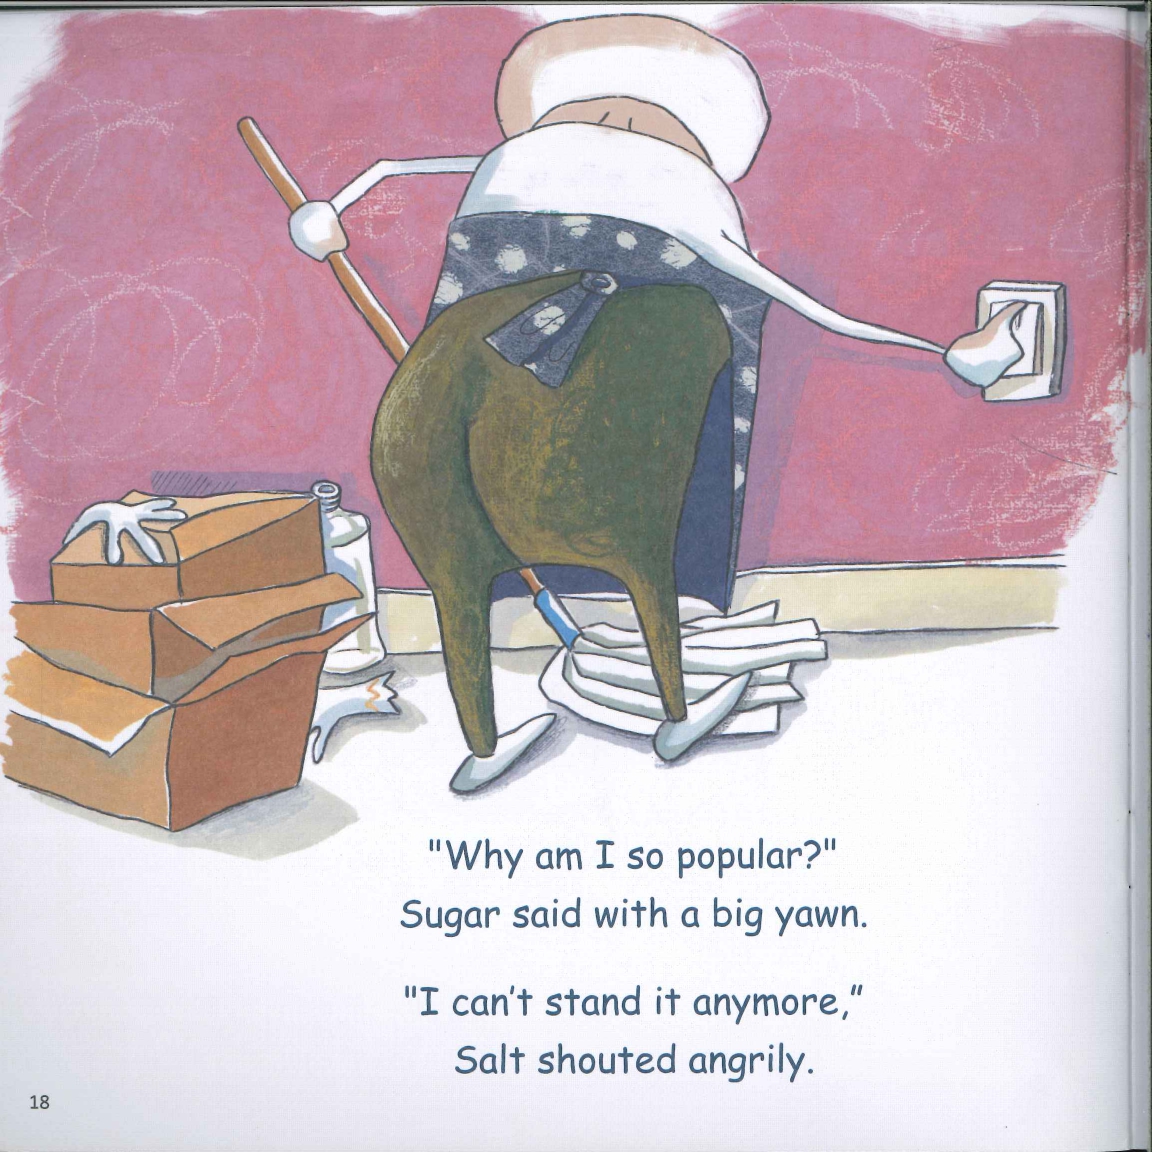 "Why am I so popular?"
Sugar said with a big yawn.
"I can't stand it anymore,"
Salt shouted angrily.
18